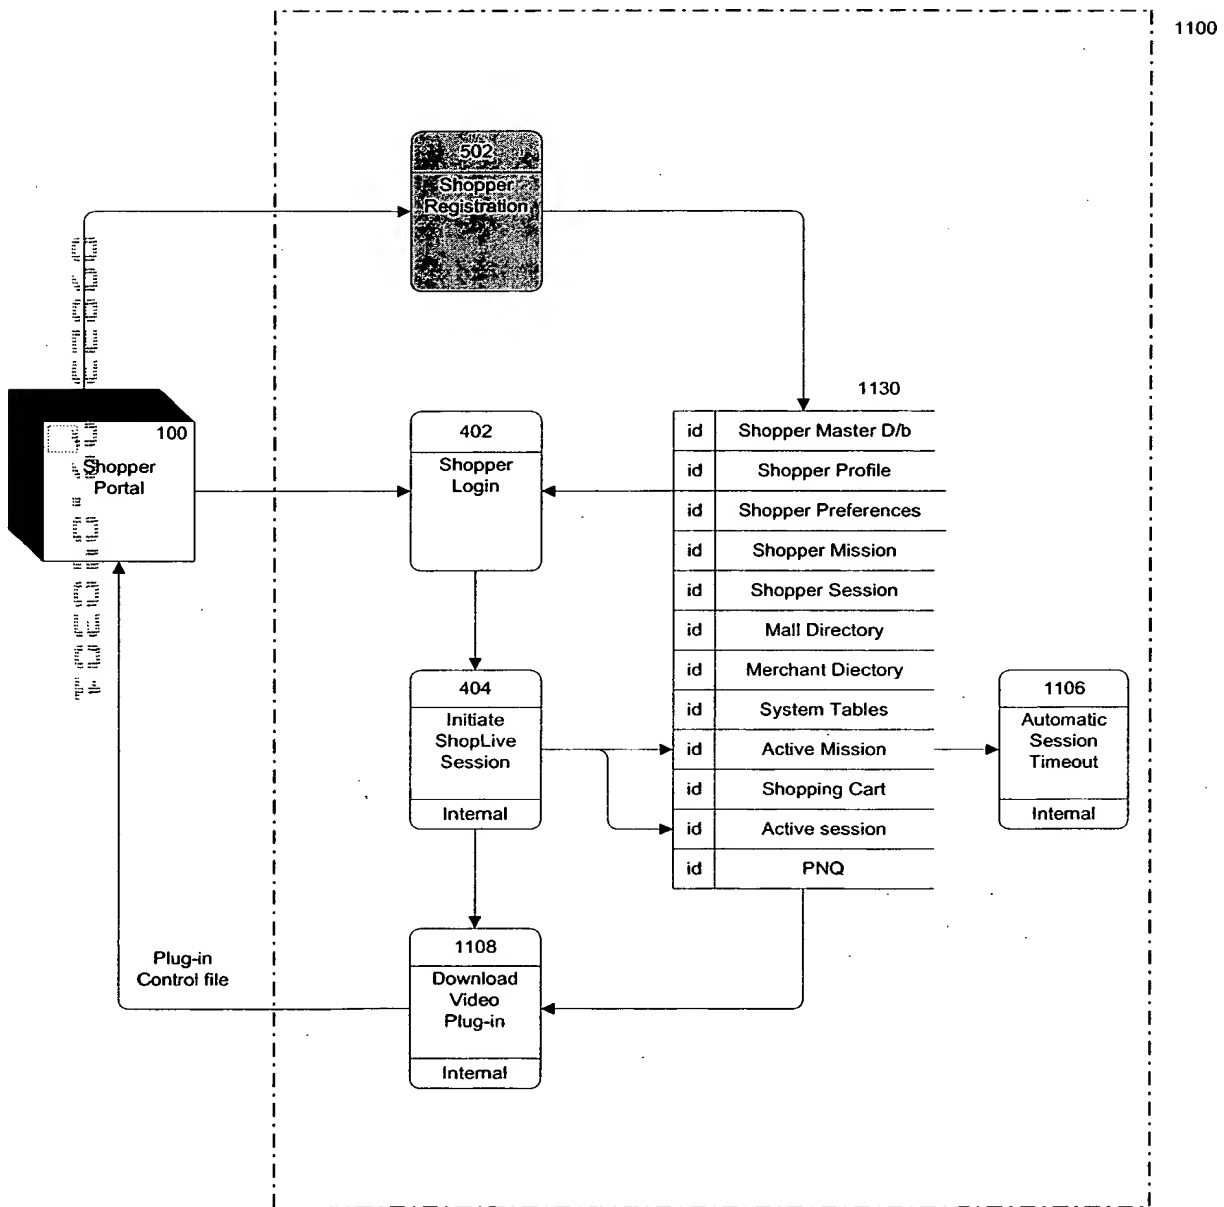 1100
502
Shopper
Registration
1130
100
Shopper
Portal
402
Shopper
Login
id Shopper Master D/b
id Shopper Profile
id Shopper Preferences
id Shopper Mission
id Shopper Session
id Mall Directory
id Merchant Diectory
id System Tables
id Active Mission
id Shopping Cart
id Active session
id PNQ
404
Initiate
ShopLive
Session
Internal
1106
Automatic
Session
Timeout
Internal
Plug-in
Control file
1108
Download
Video
Plug-in
Internal